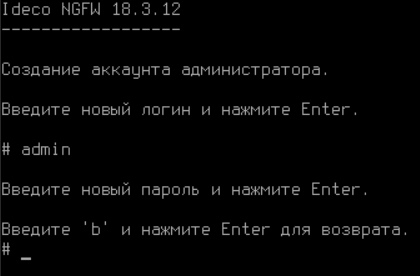 Ideco NGFW 18.3.12
------------------
Создание аккаунта администратора.
Введите новый логин и нажмите Enter.
# admin
Введите новый пароль и нажмите Enter.
Введите 'b' и нажмите Enter для возврата.
# _